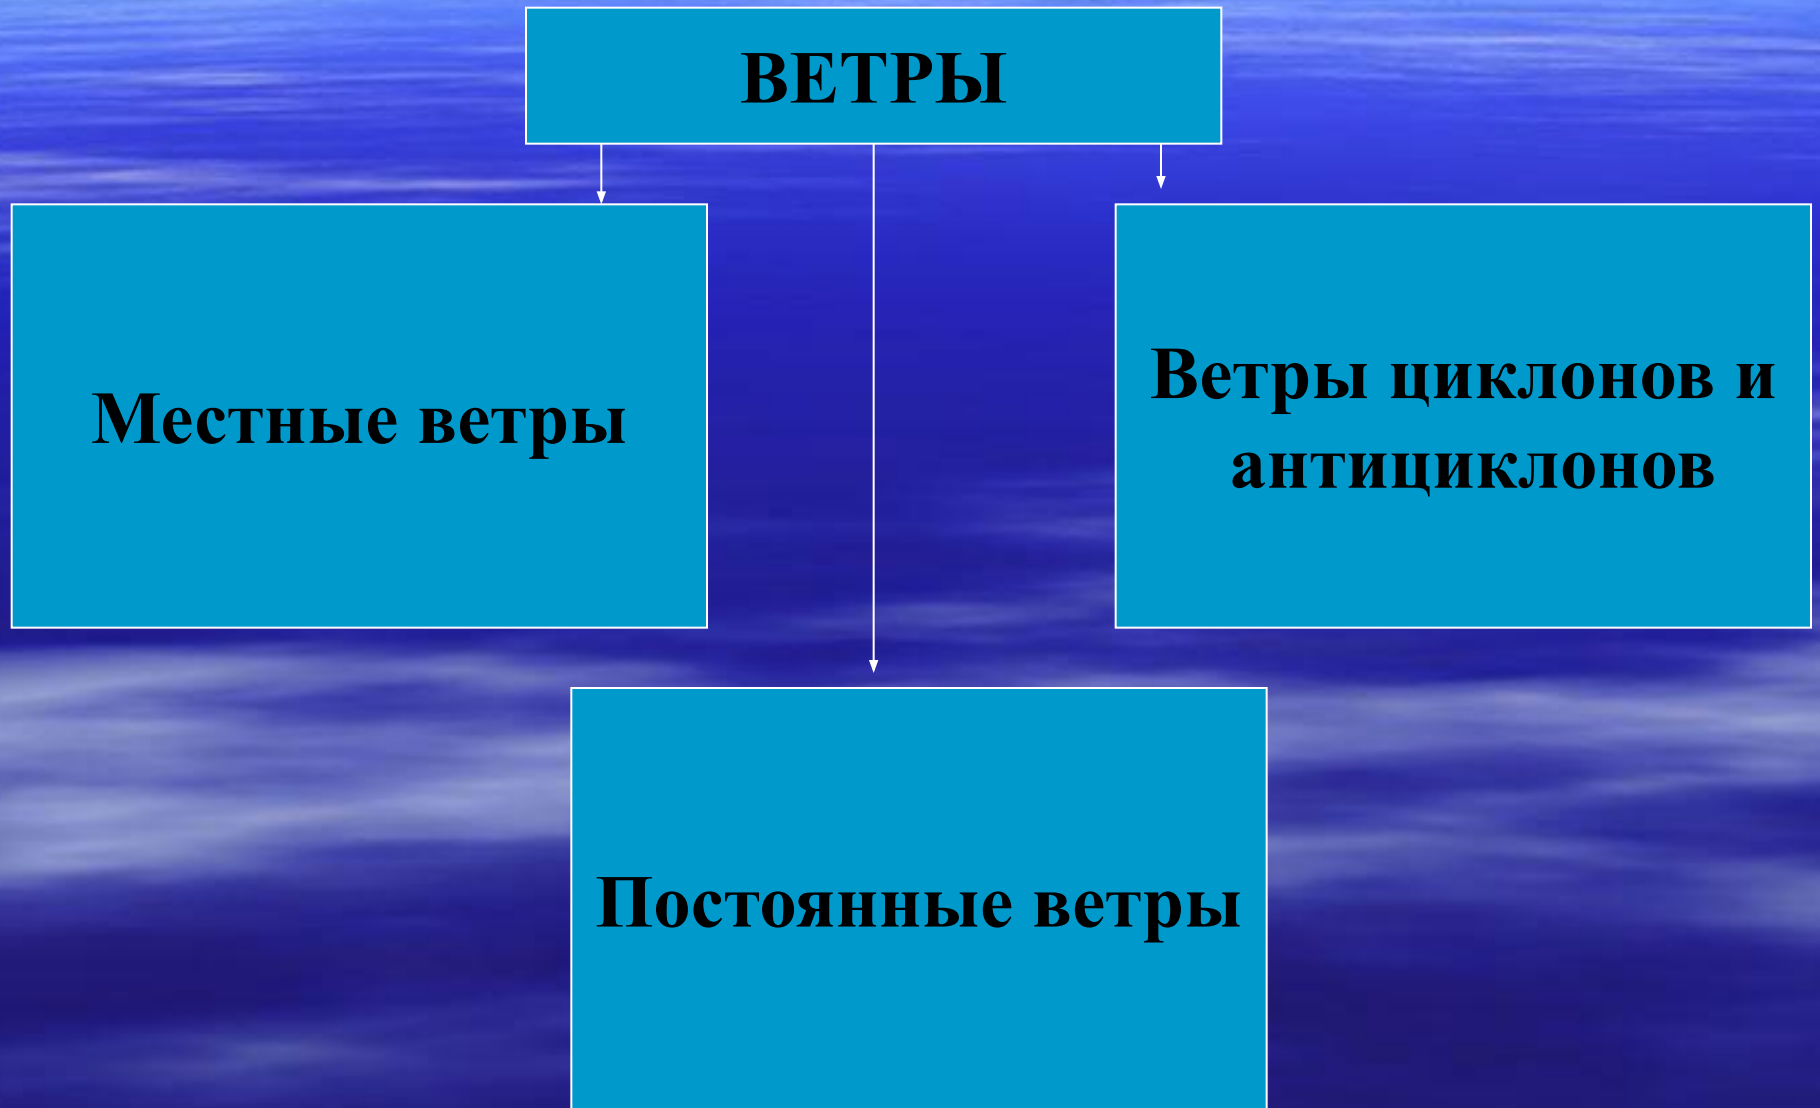 ВЕТРЫ
Местные ветры
Ветры циклонов и
антициклонов
Постоянные ветры